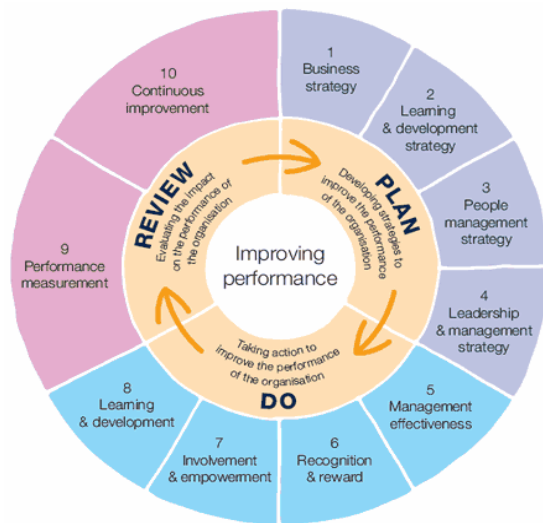 1
Business
strategy
2
Learning
& development
strategy
3
People
management
strategy
4
Leadership
& management
strategy
5
Management
effectiveness
6
Recognition
& reward
7
Involvement
& empowerment
8
Learning
& development
9
Performance
measurement
10
Continuous
improvement
PLAN
Developing strategies to
improve the performance
of the organisation
DO
Taking action to
improve the performance
of the organisation
REVIEW
Evaluating the impact
on the performance of
the organisation
Improving
performance